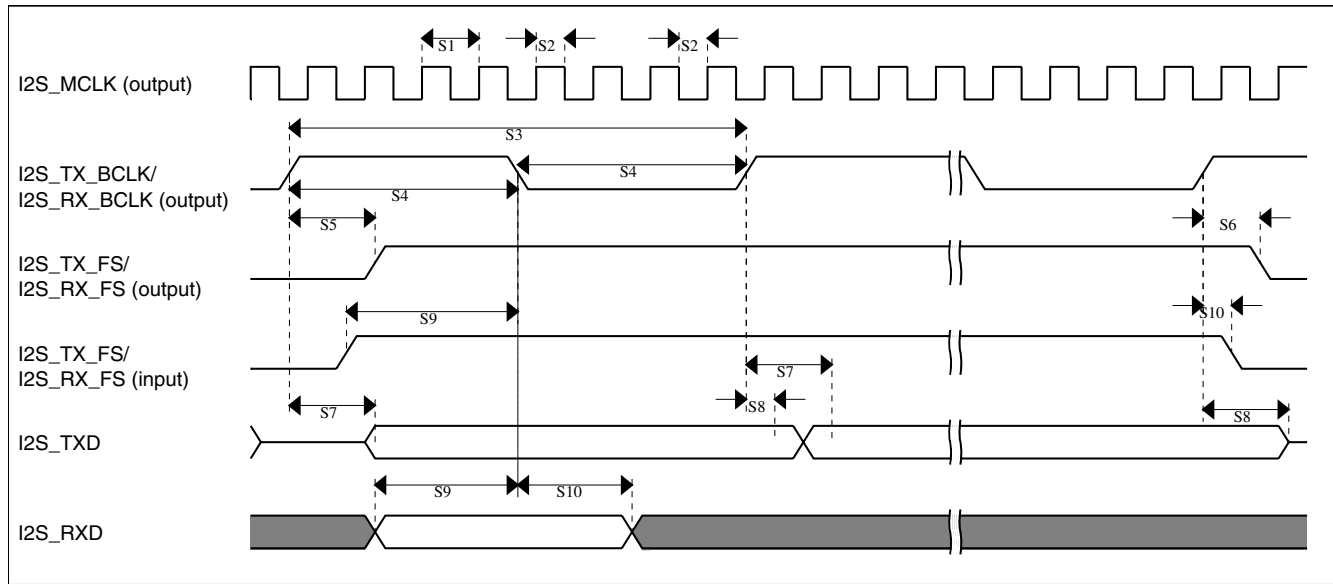 S1
S2
S2
I2S_MCLK (output)
S3
I2S_TX_BCLK/
I2S_RX_BCLK (output)
S4
S4
S5
S6
I2S_TX_FS/
I2S_RX_FS (output)
S9
S10
I2S_TX_FS/
I2S_RX_FS (input)
S7
S7
S8
S8
I2S_TXD
S9
S10
I2S_RXD